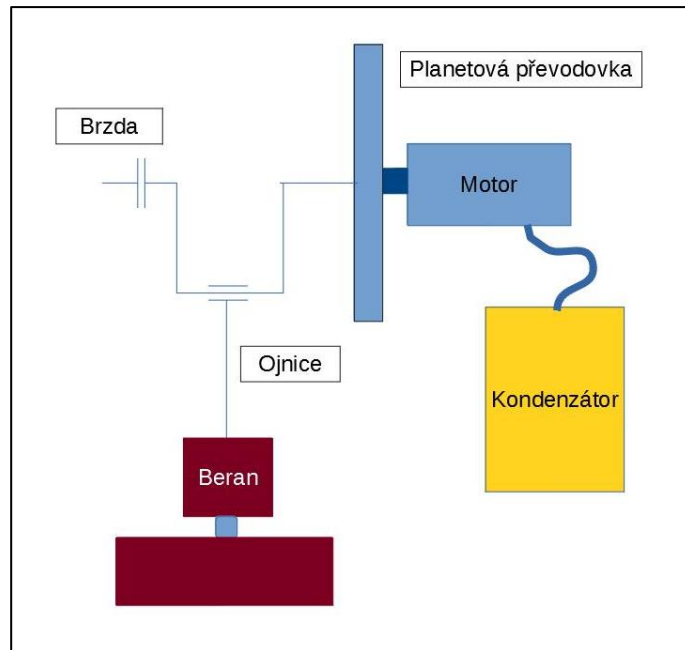 Planetová převodovka
Brzda
Motor
Ojnice
Kondenzátor
Beran